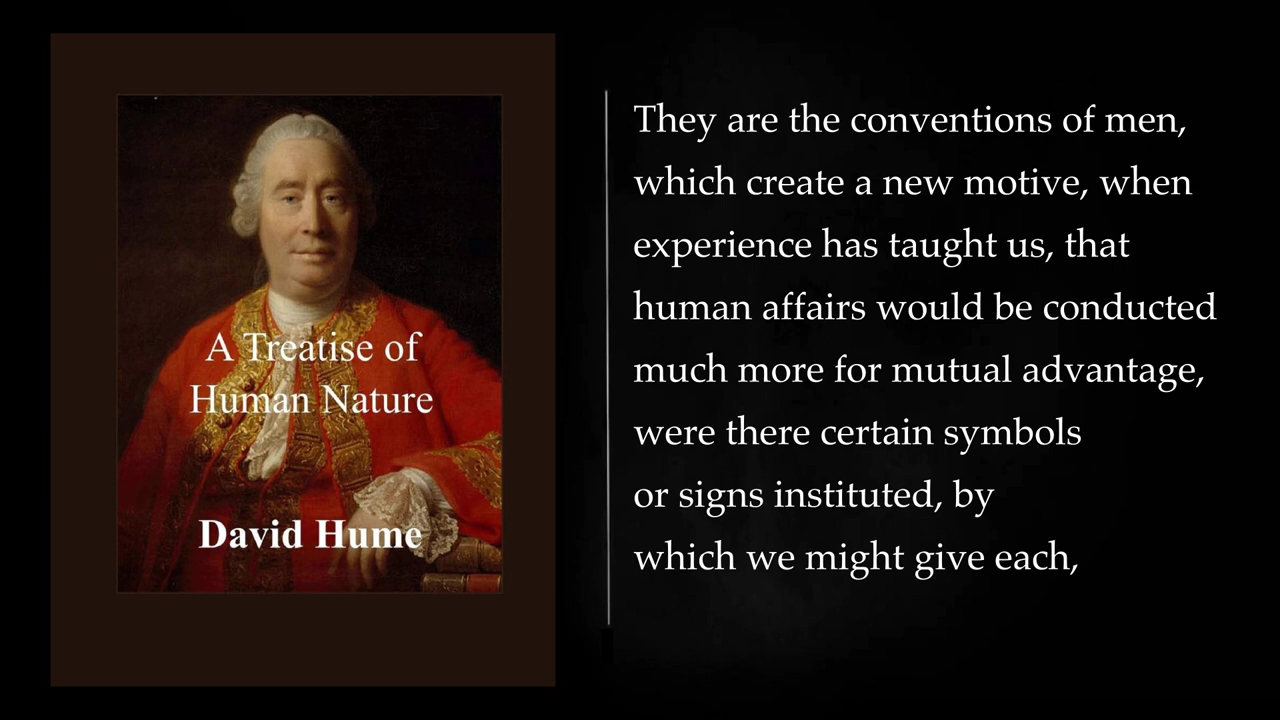 A Treatise of
Human Nature
David Hume
They are the conventions of men,
which create a new motive, when
experience has taught us, that
human affairs would be conducted
much more for mutual advantage,
were there certain symbols
or signs instituted, by
which we might give each,